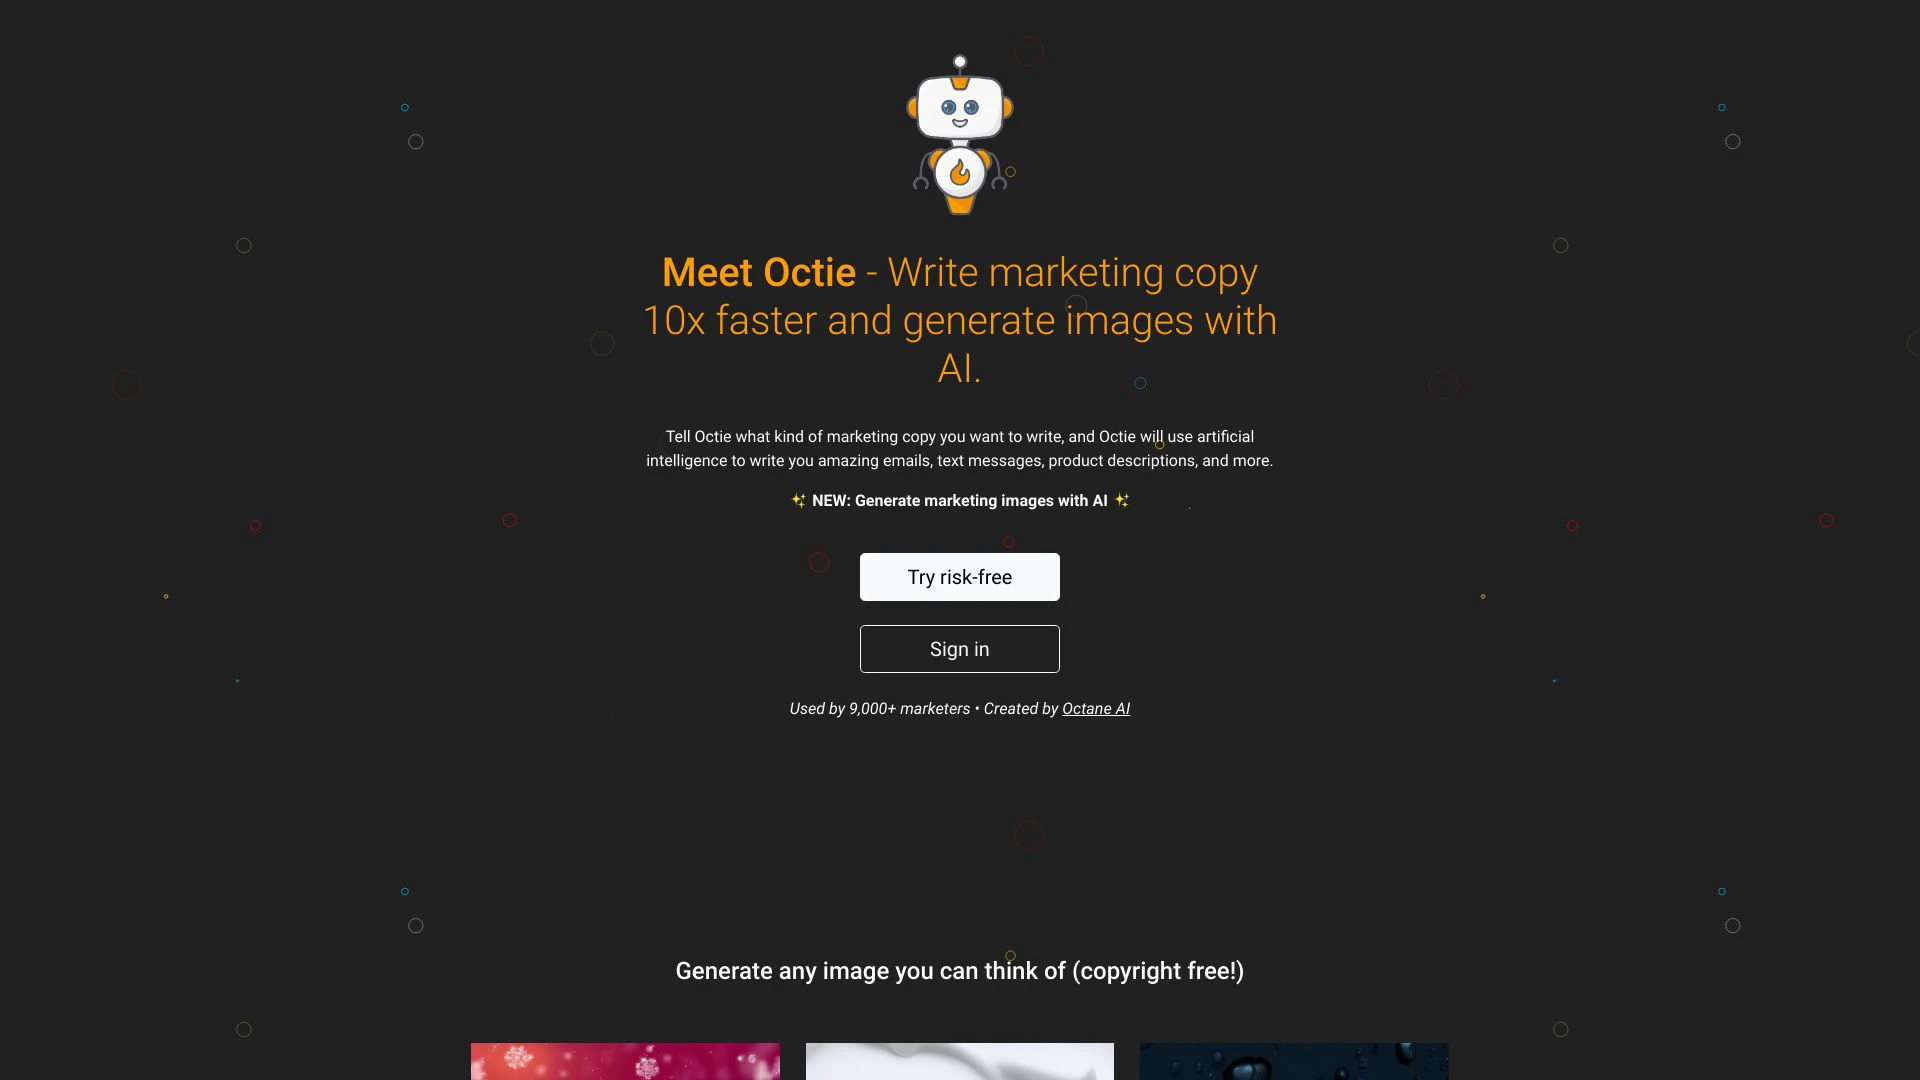 Meet Octie - Write marketing copy
10x faster and generate images with
AI.
Tell Octie what kind of marketing copy you want to write, and Octie will use artificial
intelligence to write you amazing emails, text messages, product descriptions, and more.
✨ NEW: Generate marketing images with AI ✨
Try risk-free
Sign in
Used by 9,000+ marketers • Created by Octane AI
Generate any image you can think of (copyright free!)